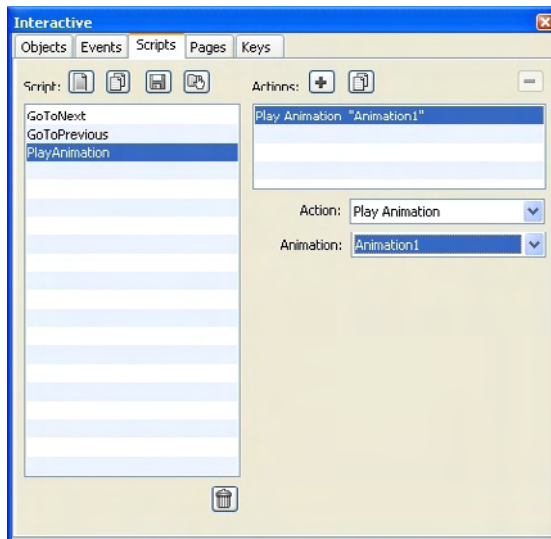 Interactive
Objects Events Scripts Pages Keys
Script: Actions:
GoToNext
GoToPrevious
PlayAnimation
Play Animation "Animation1"
Action: Play Animation
Animation: Animation1